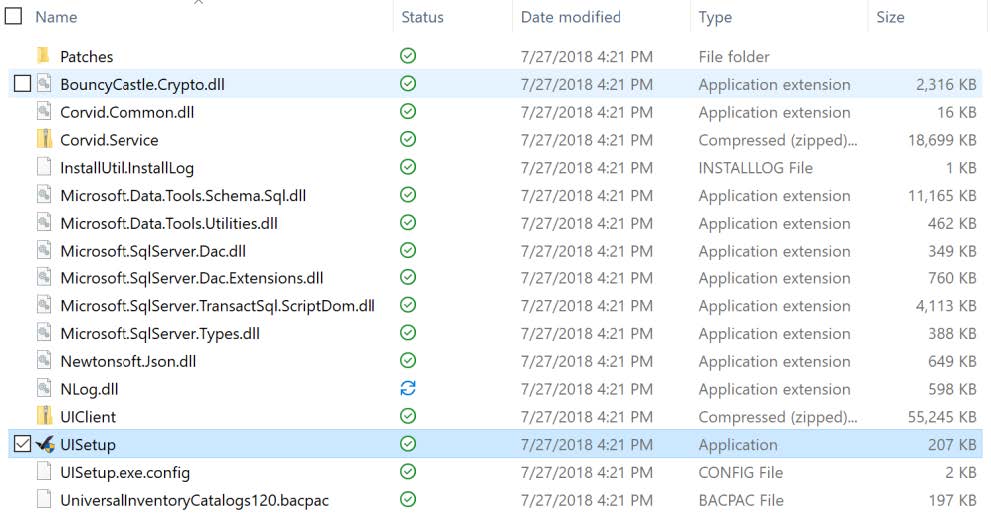 Name Status Date modified Type Size
Patches 7/27/2018 4:21 PM File folder
BouncyCastle.Crypto.dll 7/27/2018 4:21 PM Application extension 2,316 KB
Corvid.Common.dll 7/27/2018 4:21 PM Application extension 16 KB
Corvid.Service 7/27/2018 4:21 PM Compressed (zipped)... 18,699 KB
InstallUtil.InstallLog 7/27/2018 4:21 PM INSTALLLOG File 1 KB
Microsoft.Data.Tools.Schema.Sql.dll 7/27/2018 4:21 PM Application extension 11,165 KB
Microsoft.Data.Tools.Utilities.dll 7/27/2018 4:21 PM Application extension 462 KB
Microsoft.SqlServer.Dac.dll 7/27/2018 4:21 PM Application extension 349 KB
Microsoft.SqlServer.Dac.Extensions.dll 7/27/2018 4:21 PM Application extension 760 KB
Microsoft.SqlServer.TransactSql.ScriptDom.dll 7/27/2018 4:21 PM Application extension 4,113 KB
Microsoft.SqlServer.Types.dll 7/27/2018 4:21 PM Application extension 388 KB
Newtonsoft.Json.dll 7/27/2018 4:21 PM Application extension 649 KB
NLog.dll 7/27/2018 4:21 PM Application extension 598 KB
UIClient 7/27/2018 4:21 PM Compressed (zipped)... 55,245 KB
UISetup 7/27/2018 4:21 PM Application 207 KB
UISetup.exe.config 7/27/2018 4:21 PM CONFIG File 2 KB
UniversalInventoryCatalogs120.bacpac 7/27/2018 4:21 PM BACPAC File 197 KB